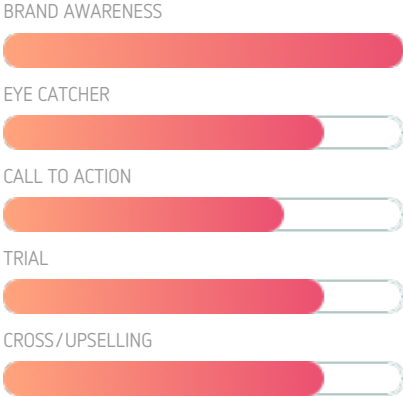 BRAND AWARENESS
EYE CATCHER
CALL TO ACTION
TRIAL
CROSS/UPSELLING